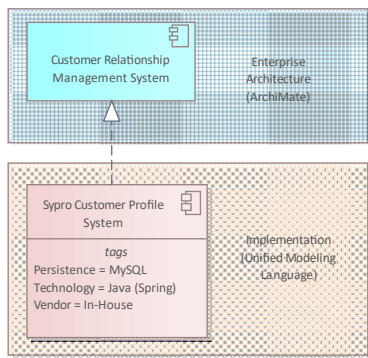 Customer Relationship
Management System
Enterprise
Architecture
(ArchiMate)
Sypro Customer Profile
System
tags
Persistence = MySQL
Technology = Java (Spring)
Vendor = In-House
Implementation
(Unified Modeling
Language)